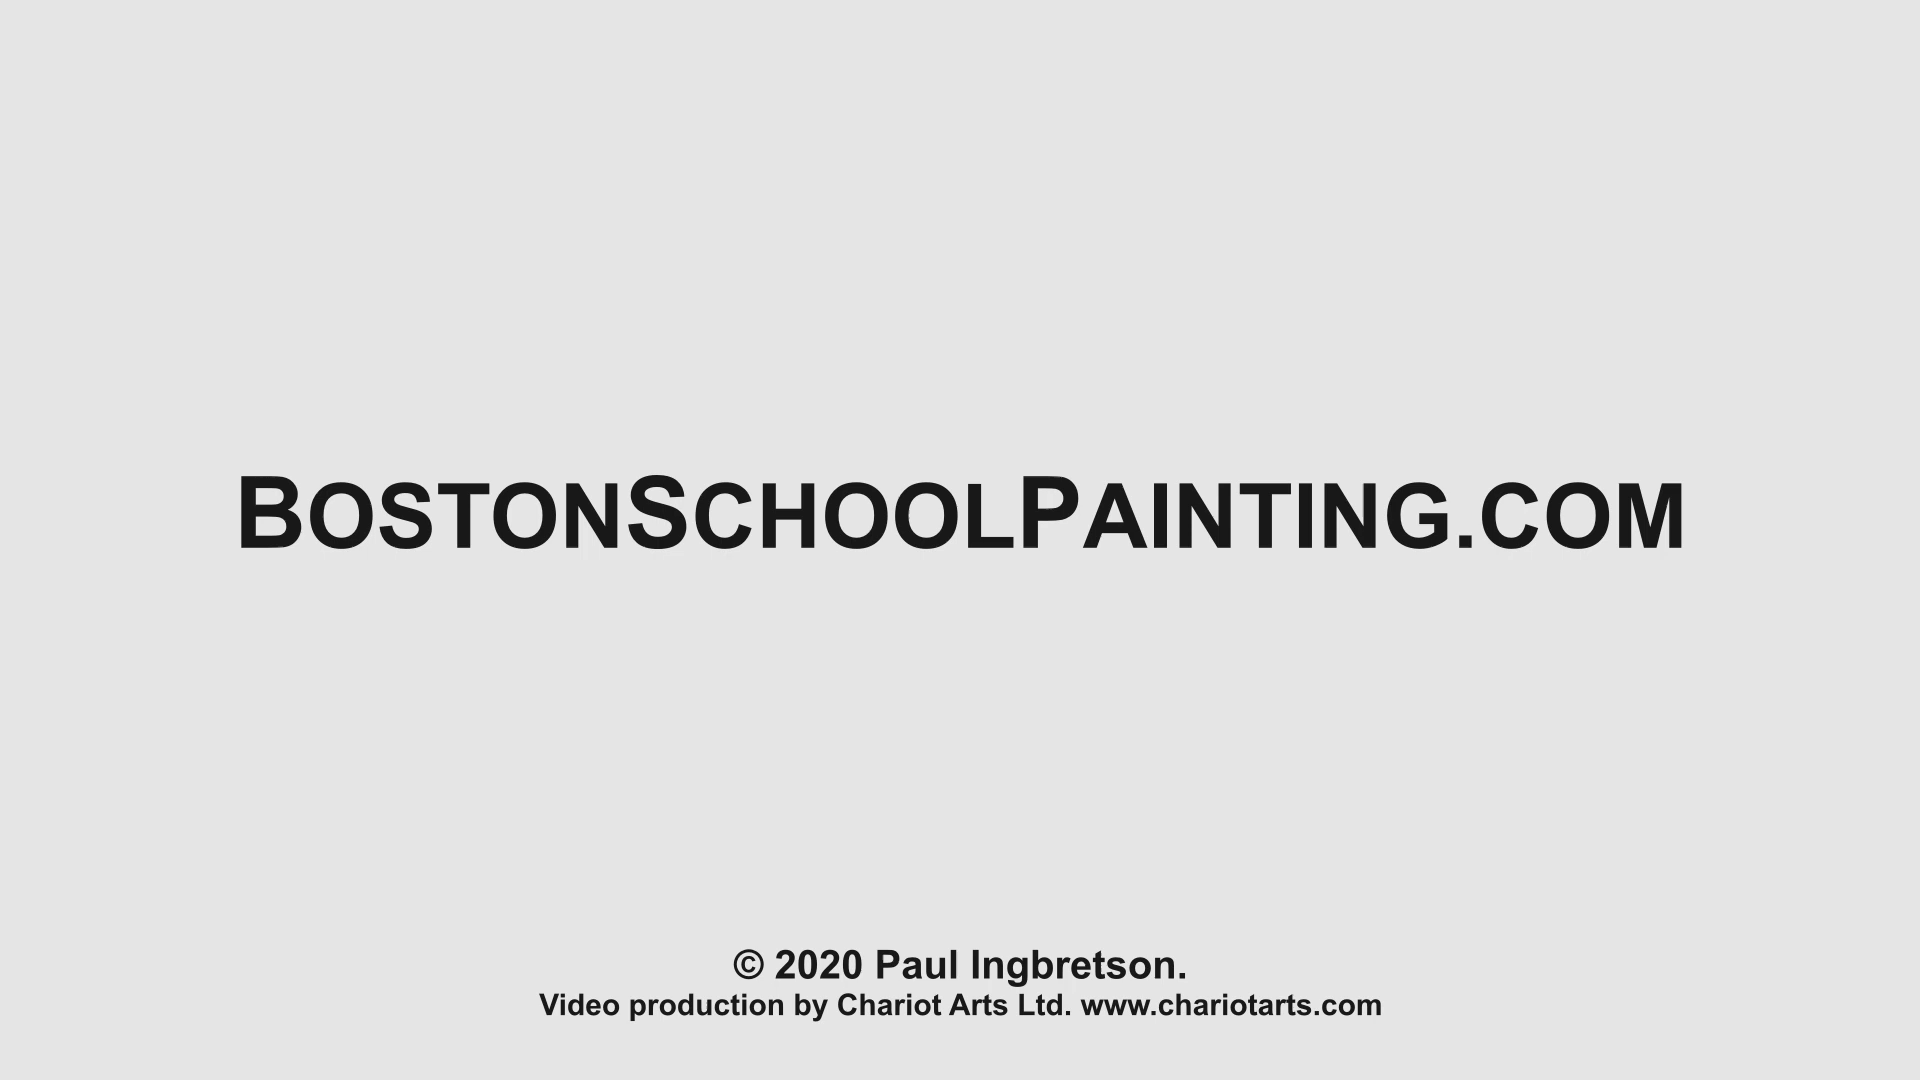 BOSTONSCHOOLPAINTING.COM
© 2020 Paul Ingbretson.
Video production by Chariot Arts Ltd. www.chariotarts.com